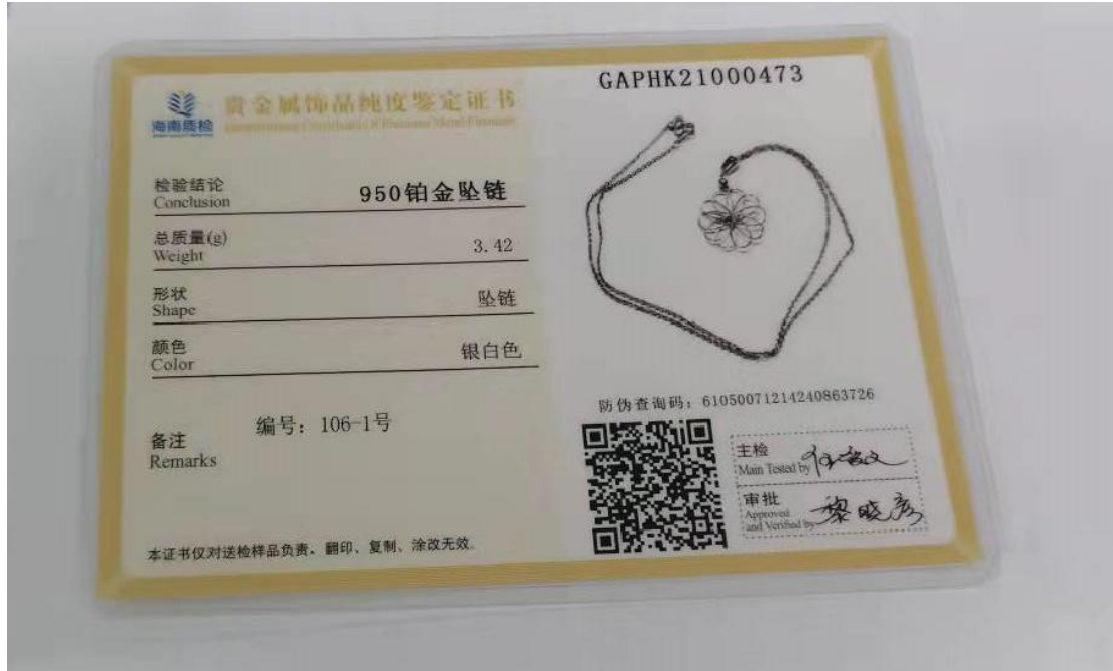 海南质检
贵金属饰品纯度鉴定证书
检验结论
Conclusion
950铂金坠链
总质量(g)
Weight
3.42
形状
Shape
坠链
颜色
Color
银白色
备注
Remarks
编号：106-1号
本证书仅对送检样品负责。翻印、复制、涂改无效。
GAPHK21000473
防伪查询码：61050071214240863726
主检
Main Tested by
审批
Approved
and Verified by
黎晓彦